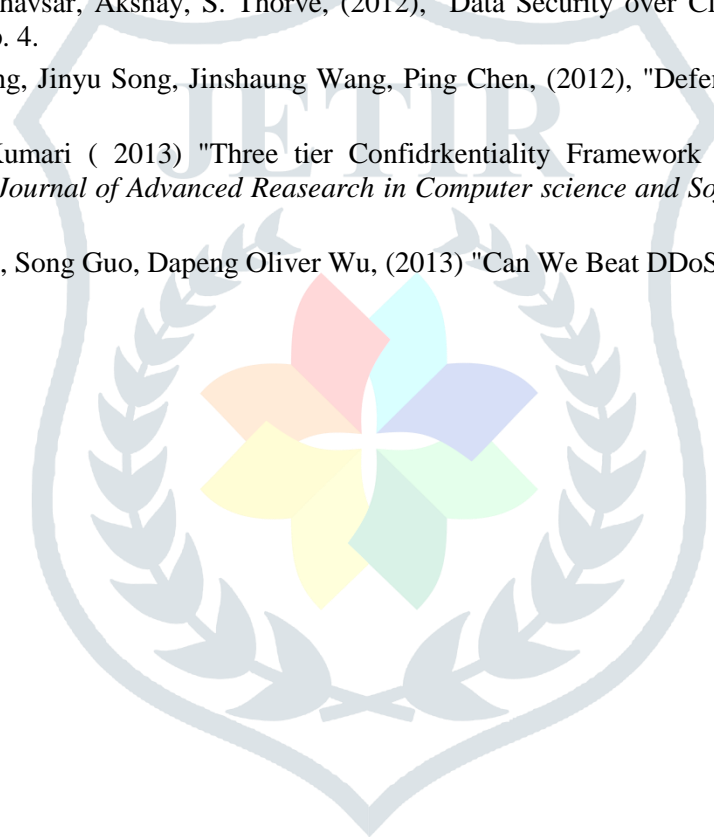 havsar, Akshay, S. Thorve, (2012), "Data Security over Cl
. 4.
ng, Jinyu Song, Jinshaung Wang, Ping Chen, (2012), "Defen
Kumari ( 2013) "Three tier Confidrkentiality Framework
Journal of Advanced Reasearch in Computer science and So
, Song Guo, Dapeng Oliver Wu, (2013) "Can We Beat DDoS
JETIR